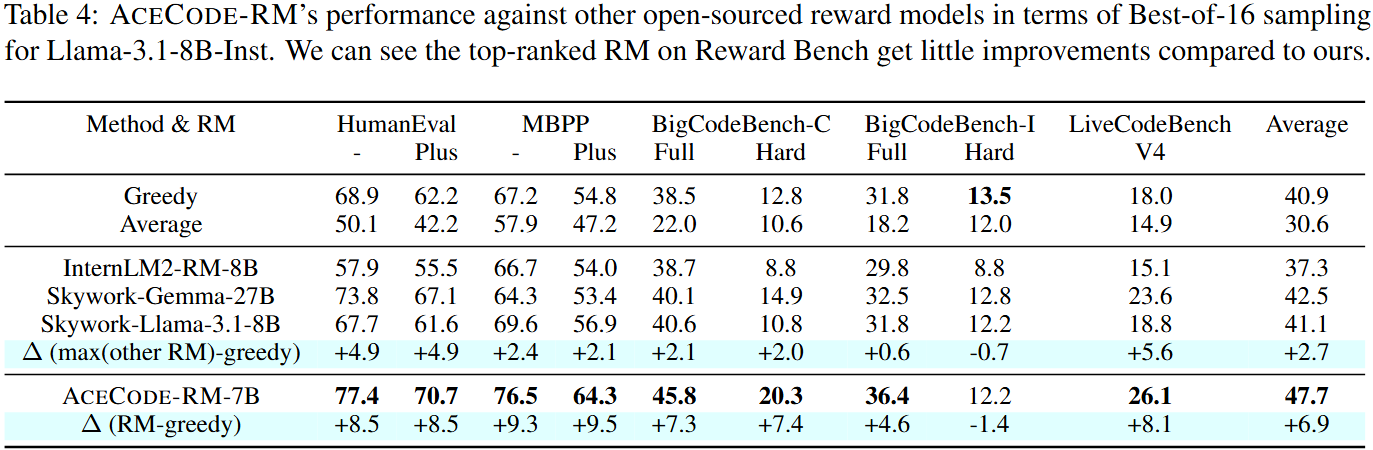 Table 4: ACECODE-RM's performance against other open-sourced reward models in terms of Best-of-16 sampling
for Llama-3.1-8B-Inst. We can see the top-ranked RM on Reward Bench get little improvements compared to ours.
Method & RM HumanEval MBPP BigCodeBench-C BigCodeBench-I LiveCodeBench Average
- Plus - Plus Full Hard Full Hard V4
Greedy 68.9 62.2 67.2 54.8 38.5 12.8 31.8 13.5 18.0 40.9
Average 50.1 42.2 57.9 47.2 22.0 10.6 18.2 12.0 14.9 30.6
InternLM2-RM-8B 57.9 55.5 66.7 54.0 38.7 8.8 29.8 8.8 15.1 37.3
Skywork-Gemma-27B 73.8 67.1 64.3 53.4 40.1 14.9 32.5 12.8 23.6 42.5
Skywork-Llama-3.1-8B 67.7 61.6 69.6 56.9 40.6 10.8 31.8 12.2 18.8 41.1
Δ (max(other RM)-greedy) +4.9 +4.9 +2.4 +2.1 +2.1 +2.0 +0.6 -0.7 +5.6 +2.7
ACECODE-RM-7B 77.4 70.7 76.5 64.3 45.8 20.3 36.4 12.2 26.1 47.7
Δ (RM-greedy) +8.5 +8.5 +9.3 +9.5 +7.3 +7.4 +4.6 -1.4 +8.1 +6.9